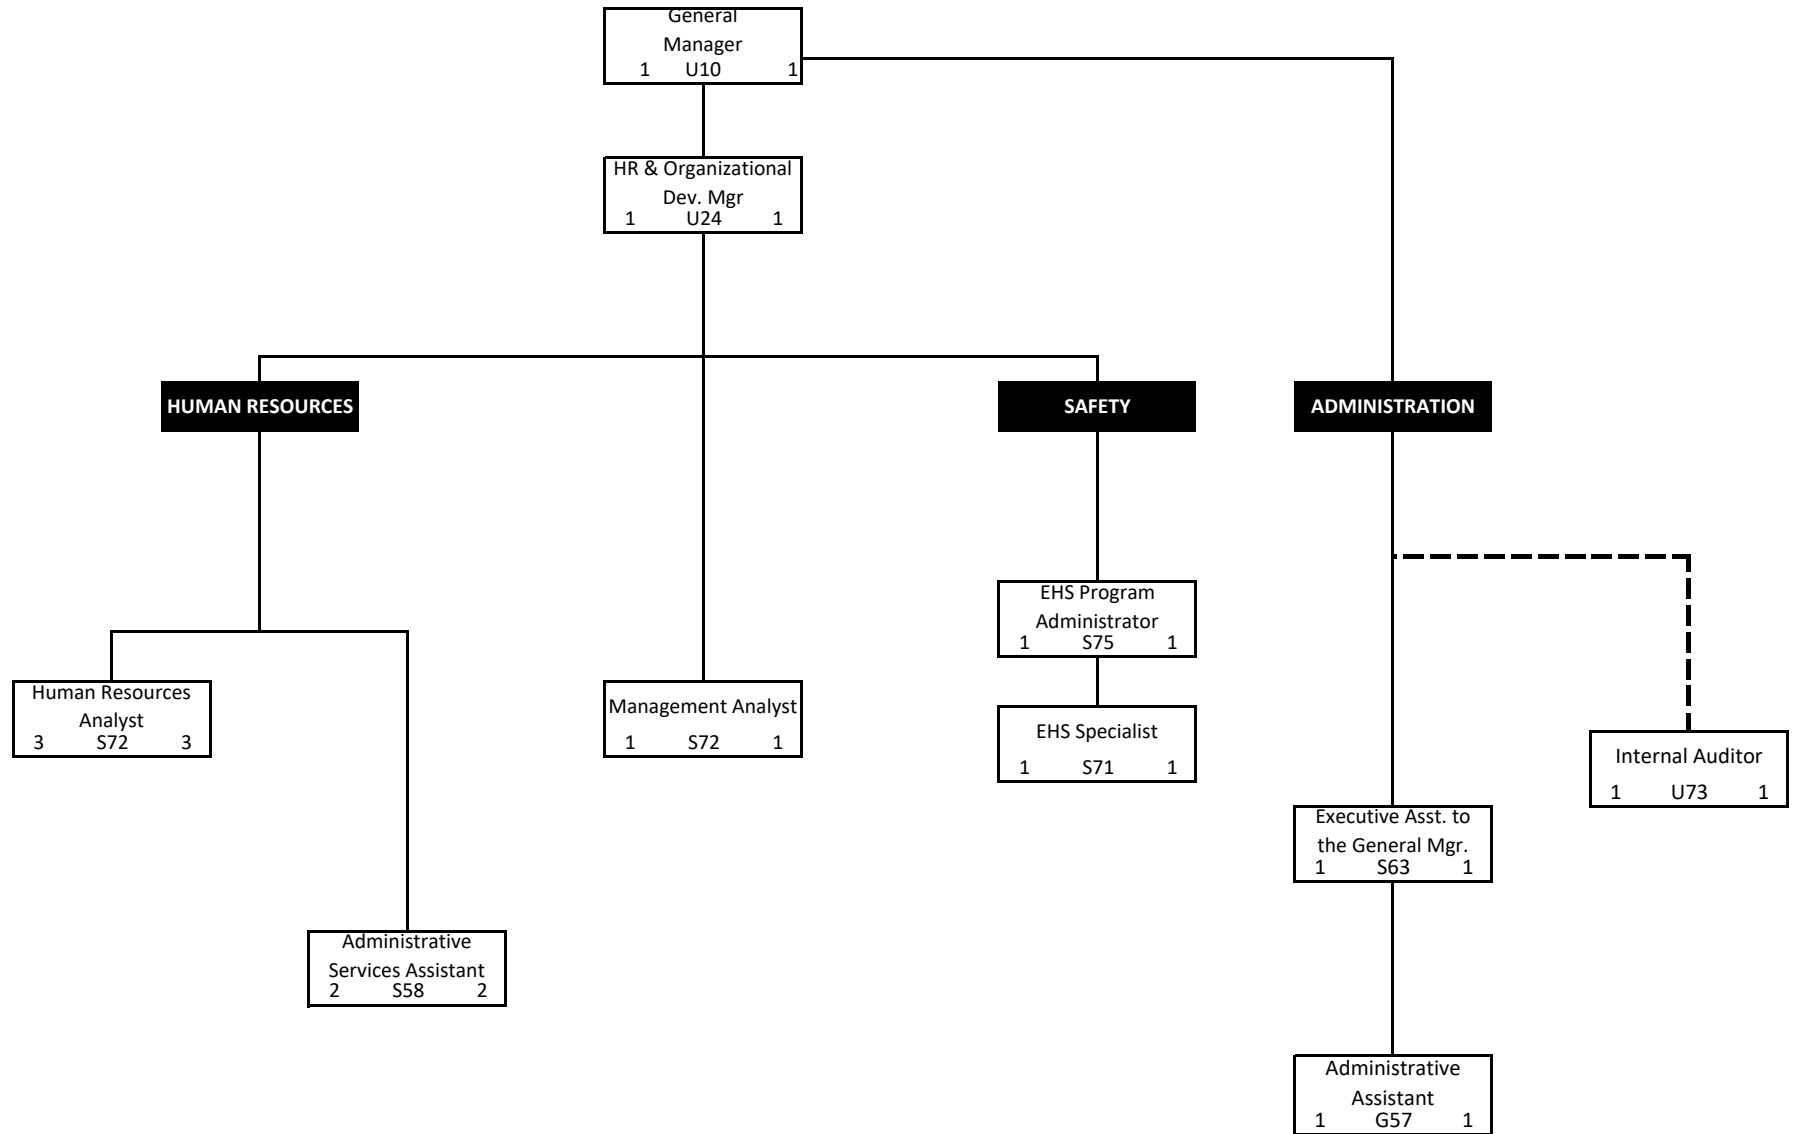 General
Manager
1 U10 1
HR & Organizational
Dev. Mgr
1 U24 1
HUMAN RESOURCES
SAFETY
ADMINISTRATION
EHS Program
Administrator
1 S75 1
Human Resources
Analyst
3 S72 3
Management Analyst
1 S72 1
EHS Specialist
1 S71 1
Internal Auditor
1 U73 1
Executive Asst. to
the General Mgr.
1 S63 1
Administrative
Services Assistant
2 S58 2
Administrative
Assistant
1 G57 1